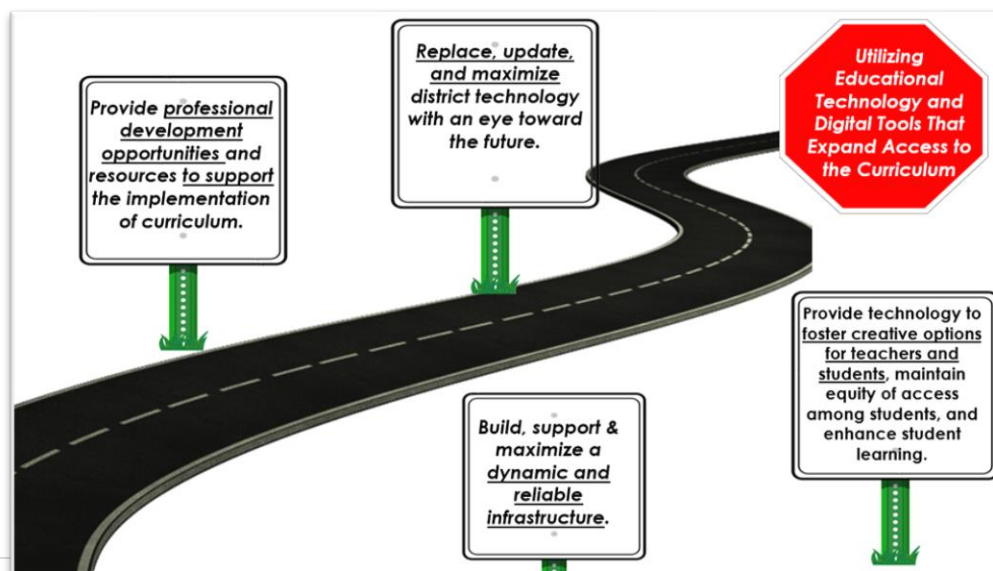 Provide professional
development
opportunities and
resources to support
the implementation
of curriculum.
Replace, update,
and maximize
district technology
with an eye toward
the future.
Utilizing
Educational
Technology and
Digital Tools That
Expand Access to
the Curriculum
Build, support &
maximize a
dynamic and
reliable
infrastructure.
Provide technology to
foster creative options
for teachers and
students, maintain
equity of access
among students, and
enhance student
learning.